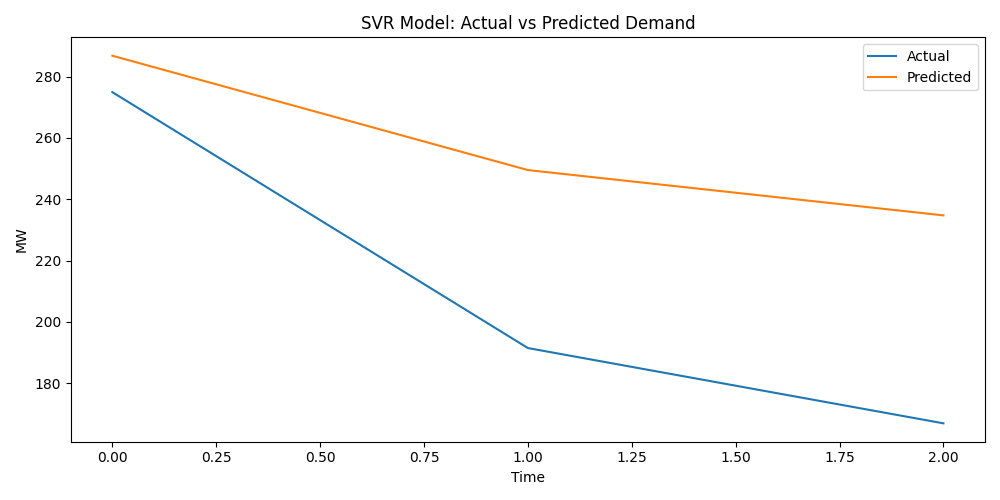 SVR Model: Actual vs Predicted Demand
Actual
Predicted
MW
280
260
240
220
200
180
0.00 0.25 0.50 0.75 1.00 1.25 1.50 1.75 2.00
Time